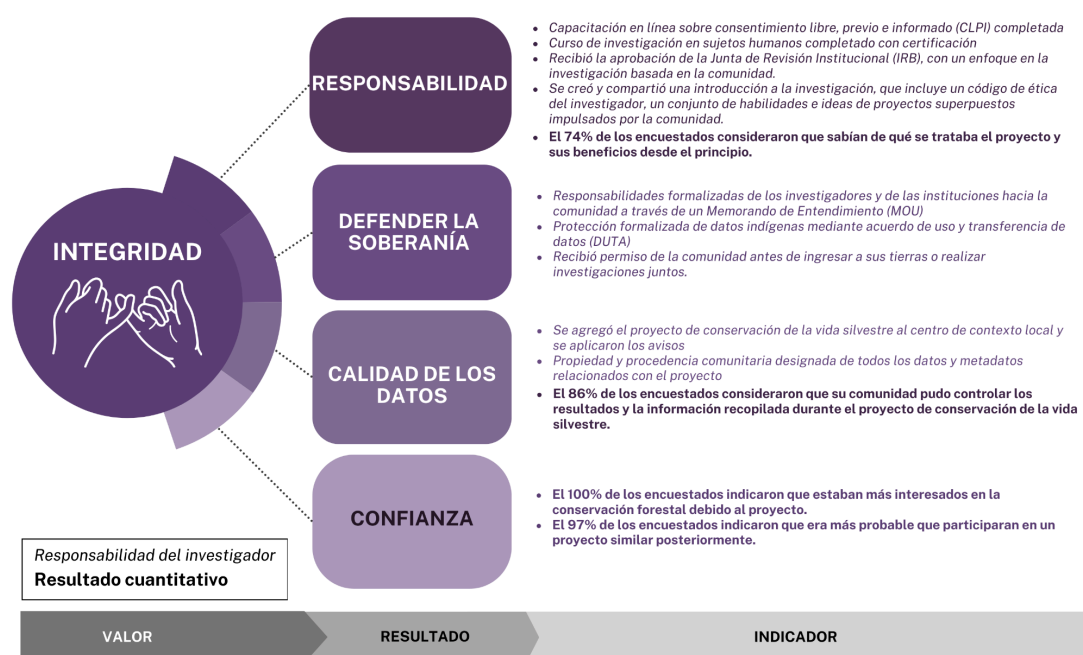 INTEGRIDAD
RESPONSABILIDAD
• Capacitación en línea sobre consentimiento libre, previo e informado (CLPI) completada
• Curso de investigación en sujetos humanos completado con certificación
• Recibió la aprobación de la Junta de Revisión Institucional (IRB), con un enfoque en la
investigación basada en la comunidad.
• Se creó y compartió una introducción a la investigación, que incluye un código de ética
del investigador, un conjunto de habilidades e ideas de proyectos superpuestos
impulsados por la comunidad.
• El 74% de los encuestados consideraron que sabían de qué se trataba el proyecto y
sus beneficios desde el principio.
DEFENDER LA
SOBERANÍA
• Responsabilidades formalizadas de los investigadores y de las instituciones hacia la
comunidad a través de un Memorando de Entendimiento (MOU)
• Protección formalizada de datos indígenas mediante acuerdo de uso y transferencia de
datos (DUTA)
• Recibió permiso de la comunidad antes de ingresar a sus tierras o realizar
investigaciones juntos.
CALIDAD DE LOS
DATOS
• Se agregó el proyecto de conservación de la vida silvestre al centro de contexto local y
se aplicaron los avisos
• Propiedad y procedencia comunitaria designada de todos los datos y metadatos
relacionados con el proyecto
• El 86% de los encuestados consideraron que su comunidad pudo controlar los
resultados y la información recopilada durante el proyecto de conservación de la vida
silvestre.
CONFIANZA
• El 100% de los encuestados indicaron que estaban más interesados en la
conservación forestal debido al proyecto.
• El 97% de los encuestados indicaron que era más probable que participaran en un
proyecto similar posteriormente.
Responsabilidad del investigador
Resultado cuantitativo
VALOR
RESULTADO
INDICADOR